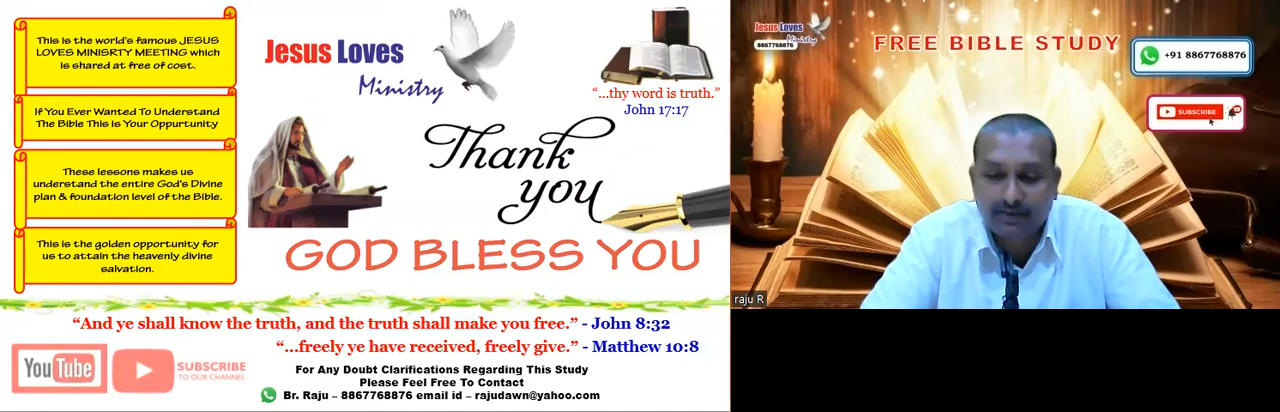 This is the world's famous JESUS
LOVES MINISRTY MEETING which
is shared at free of cost.
If You Ever Wanted To Understand
The Bible This is Your Oppurtunity
These lessons makes us
understand the entire God's Divine
plan & foundation level of the Bible.
This is the golden opportunity for
us to attain the heavenly divine
salvation.
Jesus Loves
Ministry
"...thy word is truth."
John 17:17
Thank
you
GOD BLESS YOU
"And ye shall know the truth, and the truth shall make you free." - John 8:32
"...freely ye have received, freely give." - Matthew 10:8
YouTube
SUBSCRIBE
TO OUR CHANNEL
For Any Doubt Clarifications Regarding This Study
Please Feel Free To Contact
Br. Raju – 8867768876 email id – rajudawn@yahoo.com
Jesus Loves
Ministry
8867768876
FREE BIBLE STUDY
+91 8867768876
SUBSCRIBE
raju R